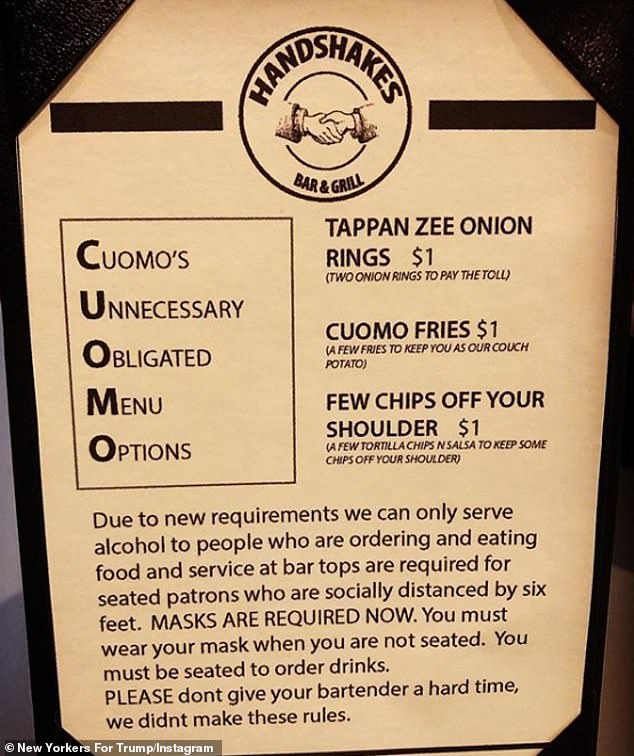 HANDSHAKES
BAR & GRILL
CUOMO'S
UNNECESSARY
OBLIGATED
MENU
OPTIONS
TAPPAN ZEE ONION
RINGS $1
(TWO ONION RINGS TO PAY THE TOLL)
CUOMO FRIES $1
(A FEW FRIES TO KEEP YOU AS OUR COUCH
POTATO)
FEW CHIPS OFF YOUR
SHOULDER $1
(A FEW TORTILLA CHIPS N SALSA TO KEEP SOME
CHIPS OFF YOUR SHOULDER)
Due to new requirements we can only serve
alcohol to people who are ordering and eating
food and service at bar tops are required for
seated patrons who are socially distanced by six
feet. MASKS ARE REQUIRED NOW. You must
wear your mask when you are not seated. You
must be seated to order drinks.
PLEASE dont give your bartender a hard time,
we didnt make these rules.
© New Yorkers For Trump/Instagram